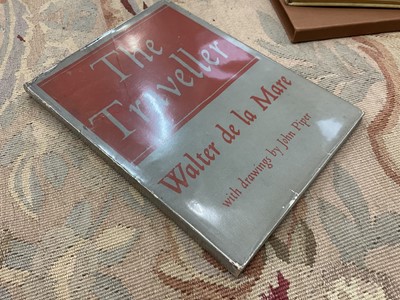 The
Traveller
Walter de la Mare
with drawings by John Piper